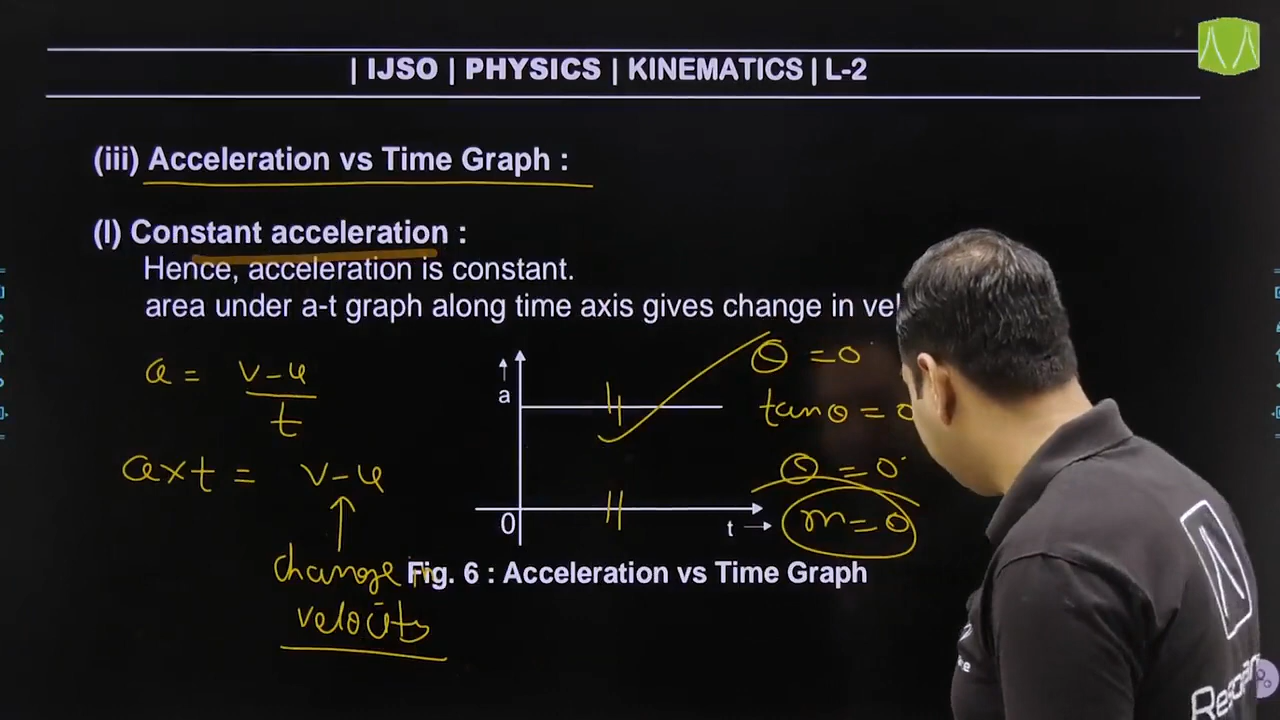 | IJSO | PHYSICS | KINEMATICS | L-2
(iii) Acceleration vs Time Graph :
(I) Constant acceleration :
Hence, acceleration is constant.
area under a-t graph along time axis gives change in vel
a = v-u
t
a
θ = 0°
tanθ = 0
a×t = v-u
θ = 0°
m = 0
0
t
change
velocity
Fig. 6 : Acceleration vs Time Graph